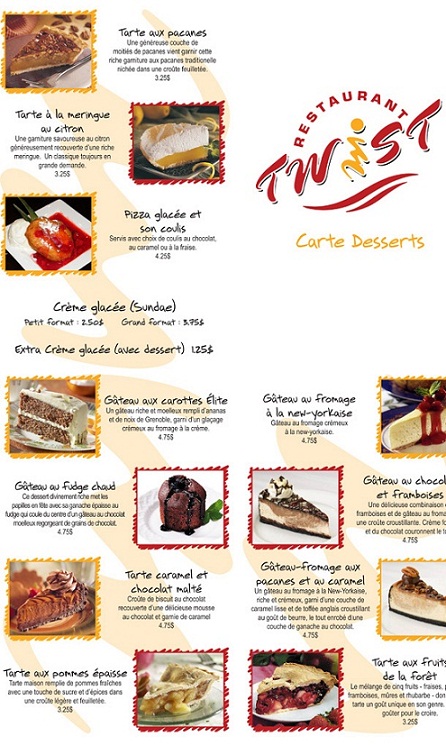 Tarte aux pacanes
Une généreuse couche de
moitiés de pacanes vient garnir cette
riche garniture aux pacanes traditionelle
nichée dans une croûte feuilletée.
3.25$
Tarte à la meringue
au citron
Une garniture savoureuse au citron
généreusement recouverte d'une riche
meringue. Un classique toujours en
grande demande.
3.25$
Pizza glacée et
son coulis
Servis avec choix de coulis au chocolat,
au caramel ou à la fraise.
4.25$
RESTAURANT
TWIST
Carte Desserts
Crème glacée (Sundae)
Petit format : 2.50$ Grand format : 3.75$
Extra Crème glacée (avec dessert) 1.25$
Gâteau aux carottes Élite
Un gâteau riche et moelleux rempli d'ananas
et de noix de Grenoble, garni d'un glaçage
crémeux au fromage à la crème.
4.75$
Gâteau au fromage
à la new-yorkaise
Gâteau au fromage crémeux
à la new-yorkaise.
4.75$
Gâteau au fudge chaud
Ce dessert divinement riche met les
papilles en fête avec sa ganache épaisse au
fudge qui coule du centre d'un gâteau au chocolat
moelleux regorgeant de grains de chocolat.
4.75$
Gâteau au chocol
et framboises
Une délicieuse combinaison
framboises et de gâteau au froma
une croûte croustillante. Crème fo
et du chocolat couronnent le t
4.75$
Tarte caramel et
chocolat malté
Croûte de biscuit au chocolat
recouverte d'une délicieuse mousse
au chocolat et garnie de caramel
4.75$
Gâteau-fromage aux
pacanes et au caramel
Un gâteau au fromage à la New-Yorkaise,
riche et crémeux, garni d'une couche de
caramel lisse et de toffée anglais croustillant
au goût de beurre, le tout enrobé d'une
couche de ganache au chocolat.
4.75$
Tarte aux pommes épaisse
Tarte maison remplie de pommes fraîches
avec une touche de sucre et d'épices dans
une croûte légère et feuilletée.
3.25$
Tarte aux fruits
de la forêt
Le mélange de cinq fruits - fraises, p
framboises, mûres et rhubarbe - don
tarte un goût unique en son genre.
goûter pour le croire.
3.25$